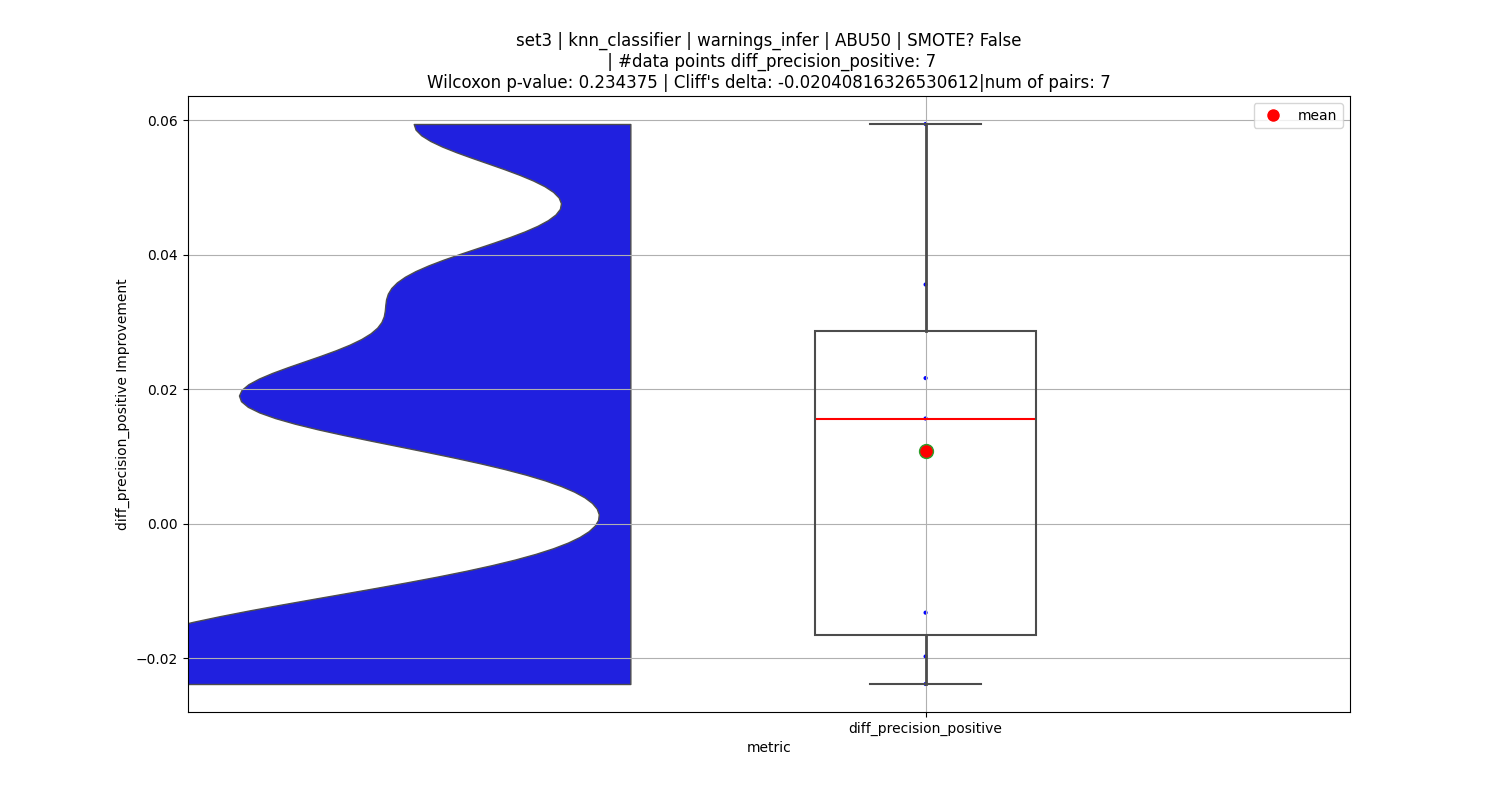 set3 | knn_classifier | warnings_infer | ABU50 | SMOTE? False
| #data points diff_precision_positive: 7
Wilcoxon p-value: 0.234375 | Cliff's delta: -0.02040816326530612|num of pairs: 7
mean
diff_precision_positive Improvement
0.06
0.04
0.02
0.00
−0.02
diff_precision_positive
metric